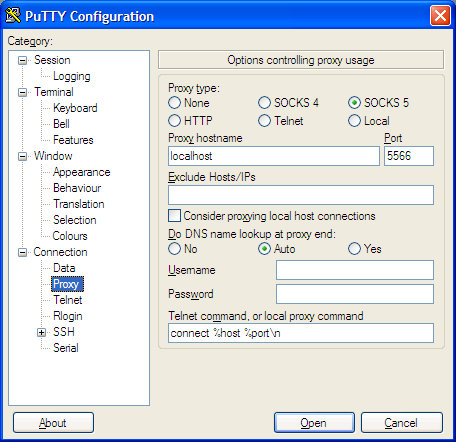 PuTTY Configuration
Category:
Session
Logging
Terminal
Keyboard
Bell
Features
Window
Appearance
Behaviour
Translation
Selection
Colours
Connection
Data
Proxy
Telnet
Rlogin
SSH
Serial
Options controlling proxy usage
Proxy type:
None SOCKS 4 SOCKS 5
HTTP Telnet Local
Proxy hostname Port
localhost 5566
Exclude Hosts/IPs
Consider proxying local host connections
Do DNS name lookup at proxy end:
No Auto Yes
Username
Password
Telnet command, or local proxy command
connect %host %port\n
About Open Cancel